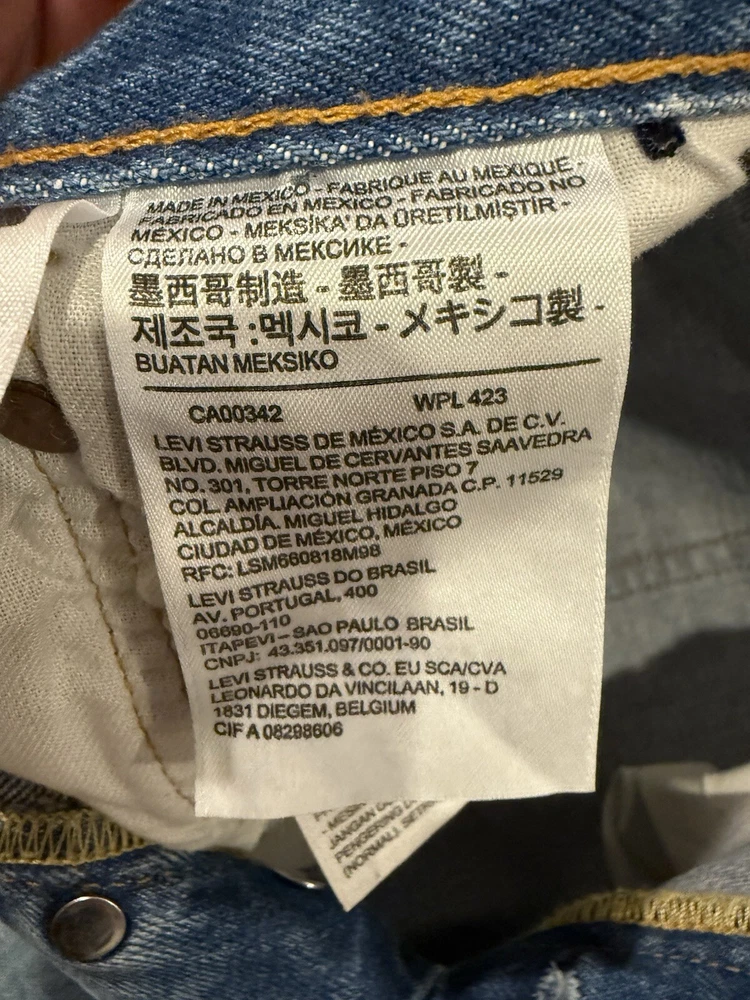 MADE IN MEXICO - FABRIQUE AU MEXIQUE -
FABRICADO EN MEXICO - FABRICADO NO
MÉXICO - MEKSİKA' DA ÜRETİLMİŞTİR -
СДЕЛАНО В МЕКСИКЕ -
墨西哥制造 - 墨西哥製 -
제조국 :멕시코 - メキシコ製 -
BUATAN MEKSIKO
CA00342 WPL 423
LEVI STRAUSS DE MÉXICO S.A. DE C.V.
BLVD. MIGUEL DE CERVANTES SAAVEDRA
NO. 301, TORRE NORTE PISO 7
COL. AMPLIACIÓN GRANADA C.P. 11529
ALCALDÍA. MIGUEL HIDALGO
CIUDAD DE MÉXICO, MÉXICO
RFC: LSM660818M98
LEVI STRAUSS DO BRASIL
AV. PORTUGAL, 400
06690-110
ITAPEVI – SAO PAULO BRASIL
CNPJ: 43.351.097/0001-90
LEVI STRAUSS & CO. EU SCA/CVA
LEONARDO DA VINCILAAN, 19 - D
1831 DIEGEM, BELGIUM
CIF A 08298606
JANGAN
PENGERING
(NORMAL).